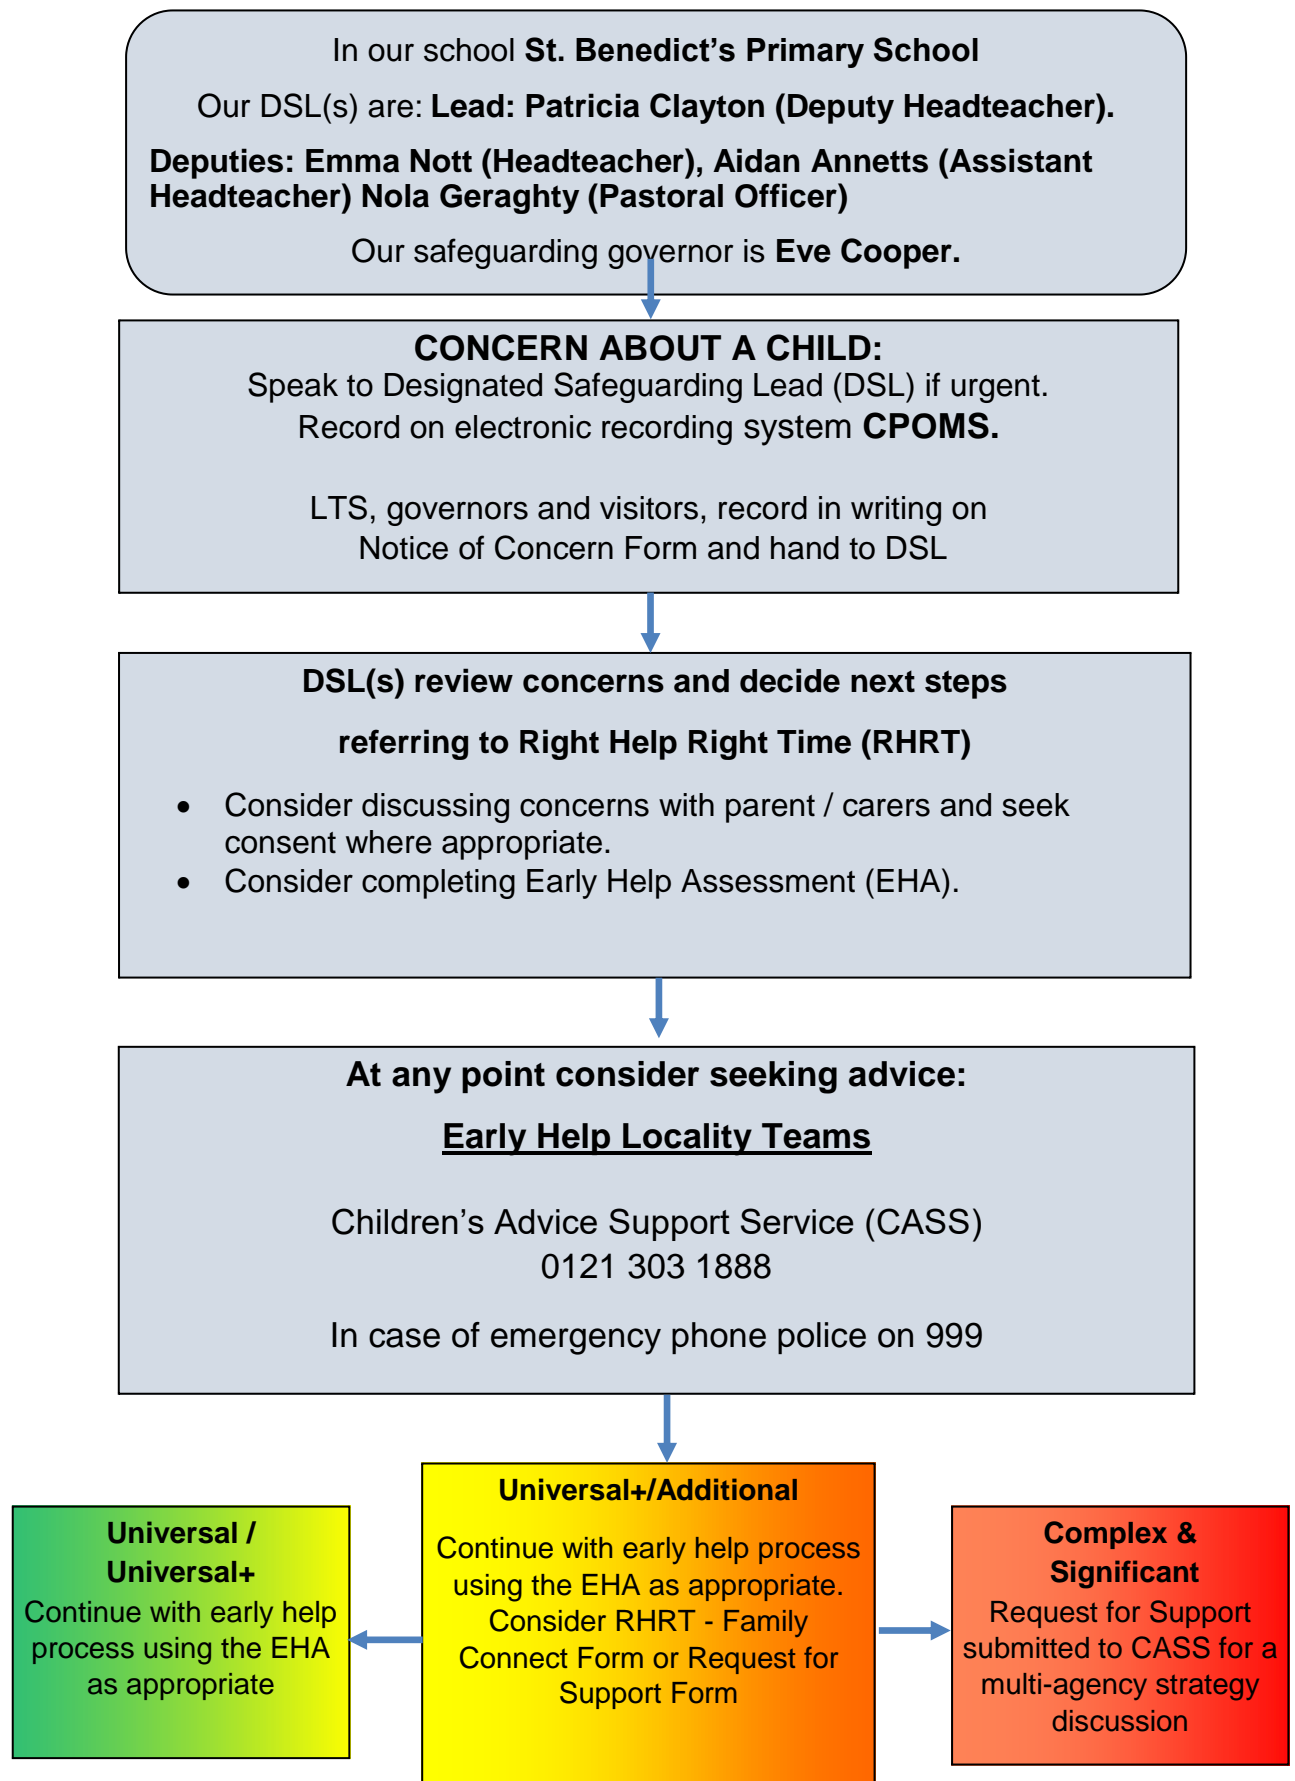 In our school St. Benedict’s Primary School
Our DSL(s) are: Lead: Patricia Clayton (Deputy Headteacher).
Deputies: Emma Nott (Headteacher), Aidan Annetts (Assistant
Headteacher) Nola Geraghty (Pastoral Officer)
Our safeguarding governor is Eve Cooper.
CONCERN ABOUT A CHILD:
Speak to Designated Safeguarding Lead (DSL) if urgent.
Record on electronic recording system CPOMS.
LTS, governors and visitors, record in writing on
Notice of Concern Form and hand to DSL
DSL(s) review concerns and decide next steps
referring to Right Help Right Time (RHRT)
• Consider discussing concerns with parent / carers and seek
consent where appropriate.
• Consider completing Early Help Assessment (EHA).
At any point consider seeking advice:
Early Help Locality Teams
Children’s Advice Support Service (CASS)
0121 303 1888
In case of emergency phone police on 999
Universal /
Universal+
Continue with early help
process using the EHA
as appropriate
Universal+/Additional
Continue with early help process
using the EHA as appropriate.
Consider RHRT - Family
Connect Form or Request for
Support Form
Complex &
Significant
Request for Support
submitted to CASS for a
multi-agency strategy
discussion